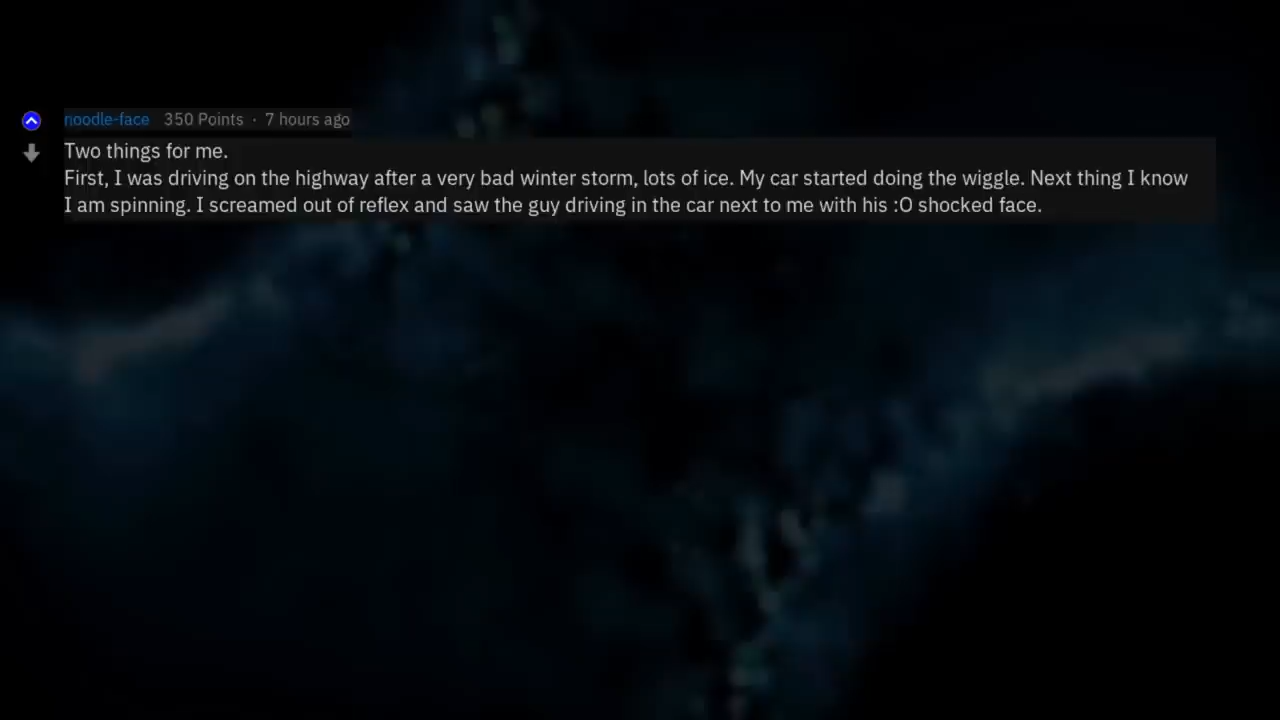 noodle-face 350 Points · 7 hours ago
Two things for me.
First, I was driving on the highway after a very bad winter storm, lots of ice. My car started doing the wiggle. Next thing I know
I am spinning. I screamed out of reflex and saw the guy driving in the car next to me with his :O shocked face.